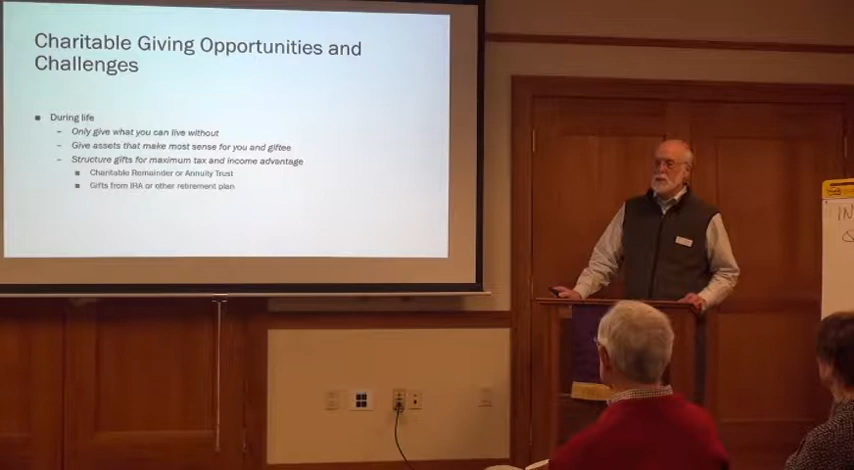 Charitable Giving Opportunities and
Challenges
During life
– Only give what you can live without
– Give assets that make most sense for you and giftee
– Structure gifts for maximum tax and income advantage
Charitable Remainder or Annuity Trust
Gifts from IRA or other retirement plan
IN